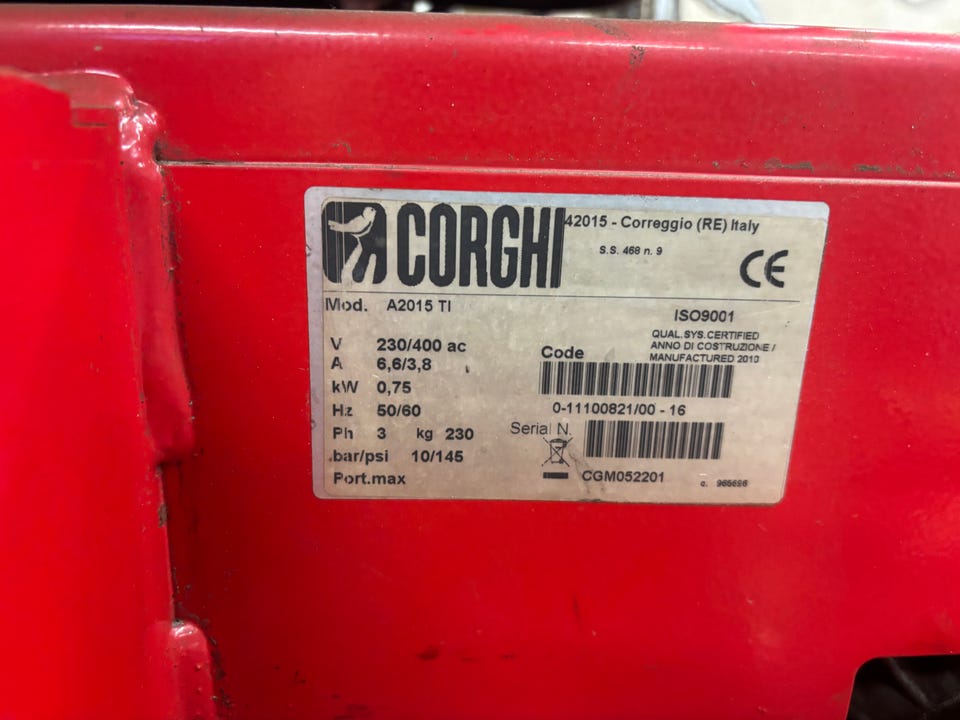 CORGHI
42015 - Correggio (RE) Italy
S.S. 468 n. 9
CE
Mod. A2015 TI
ISO9001
QUAL.SYS.CERTIFIED
ANNO DI COSTRUZIONE /
MANUFACTURED 2010
V 230/400 ac
A 6,6/3,8
kW 0,75
Hz 50/60
Ph 3 kg 230
bar/psi 10/145
Port.max
Code
0-11100821/00 - 16
Serial N.
CGM052201